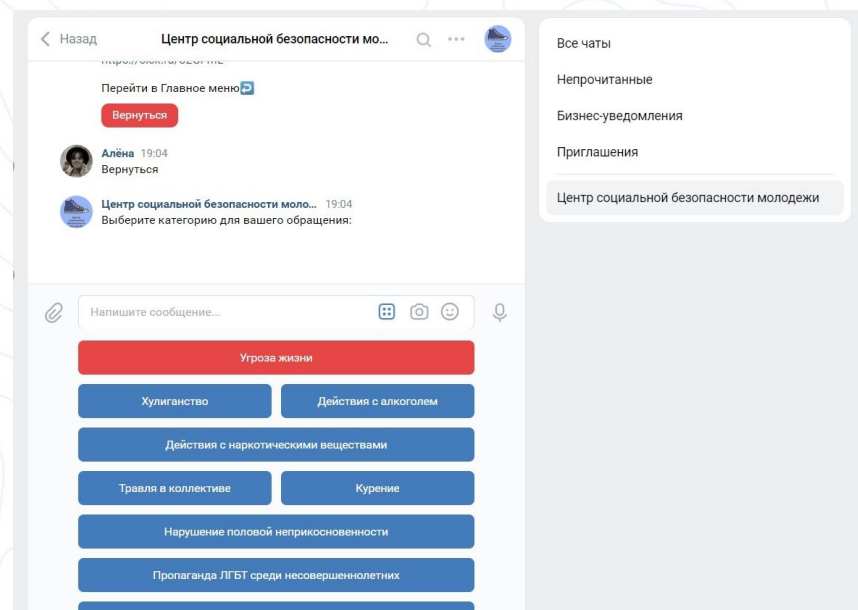 Назад
Центр социальной безопасности мо...
Перейти в Главное меню
Вернуться
Алёна 19:04
Вернуться
Центр социальной безопасности моло... 19:04
Выберите категорию для вашего обращения:
Напишите сообщение...
Угроза жизни
Хулиганство
Действия с алкоголем
Действия с наркотическими веществами
Травля в коллективе
Курение
Нарушение половой неприкосновенности
Пропаганда ЛГБТ среди несовершеннолетних
Все чаты
Непрочитанные
Бизнес-уведомления
Приглашения
Центр социальной безопасности молодежи